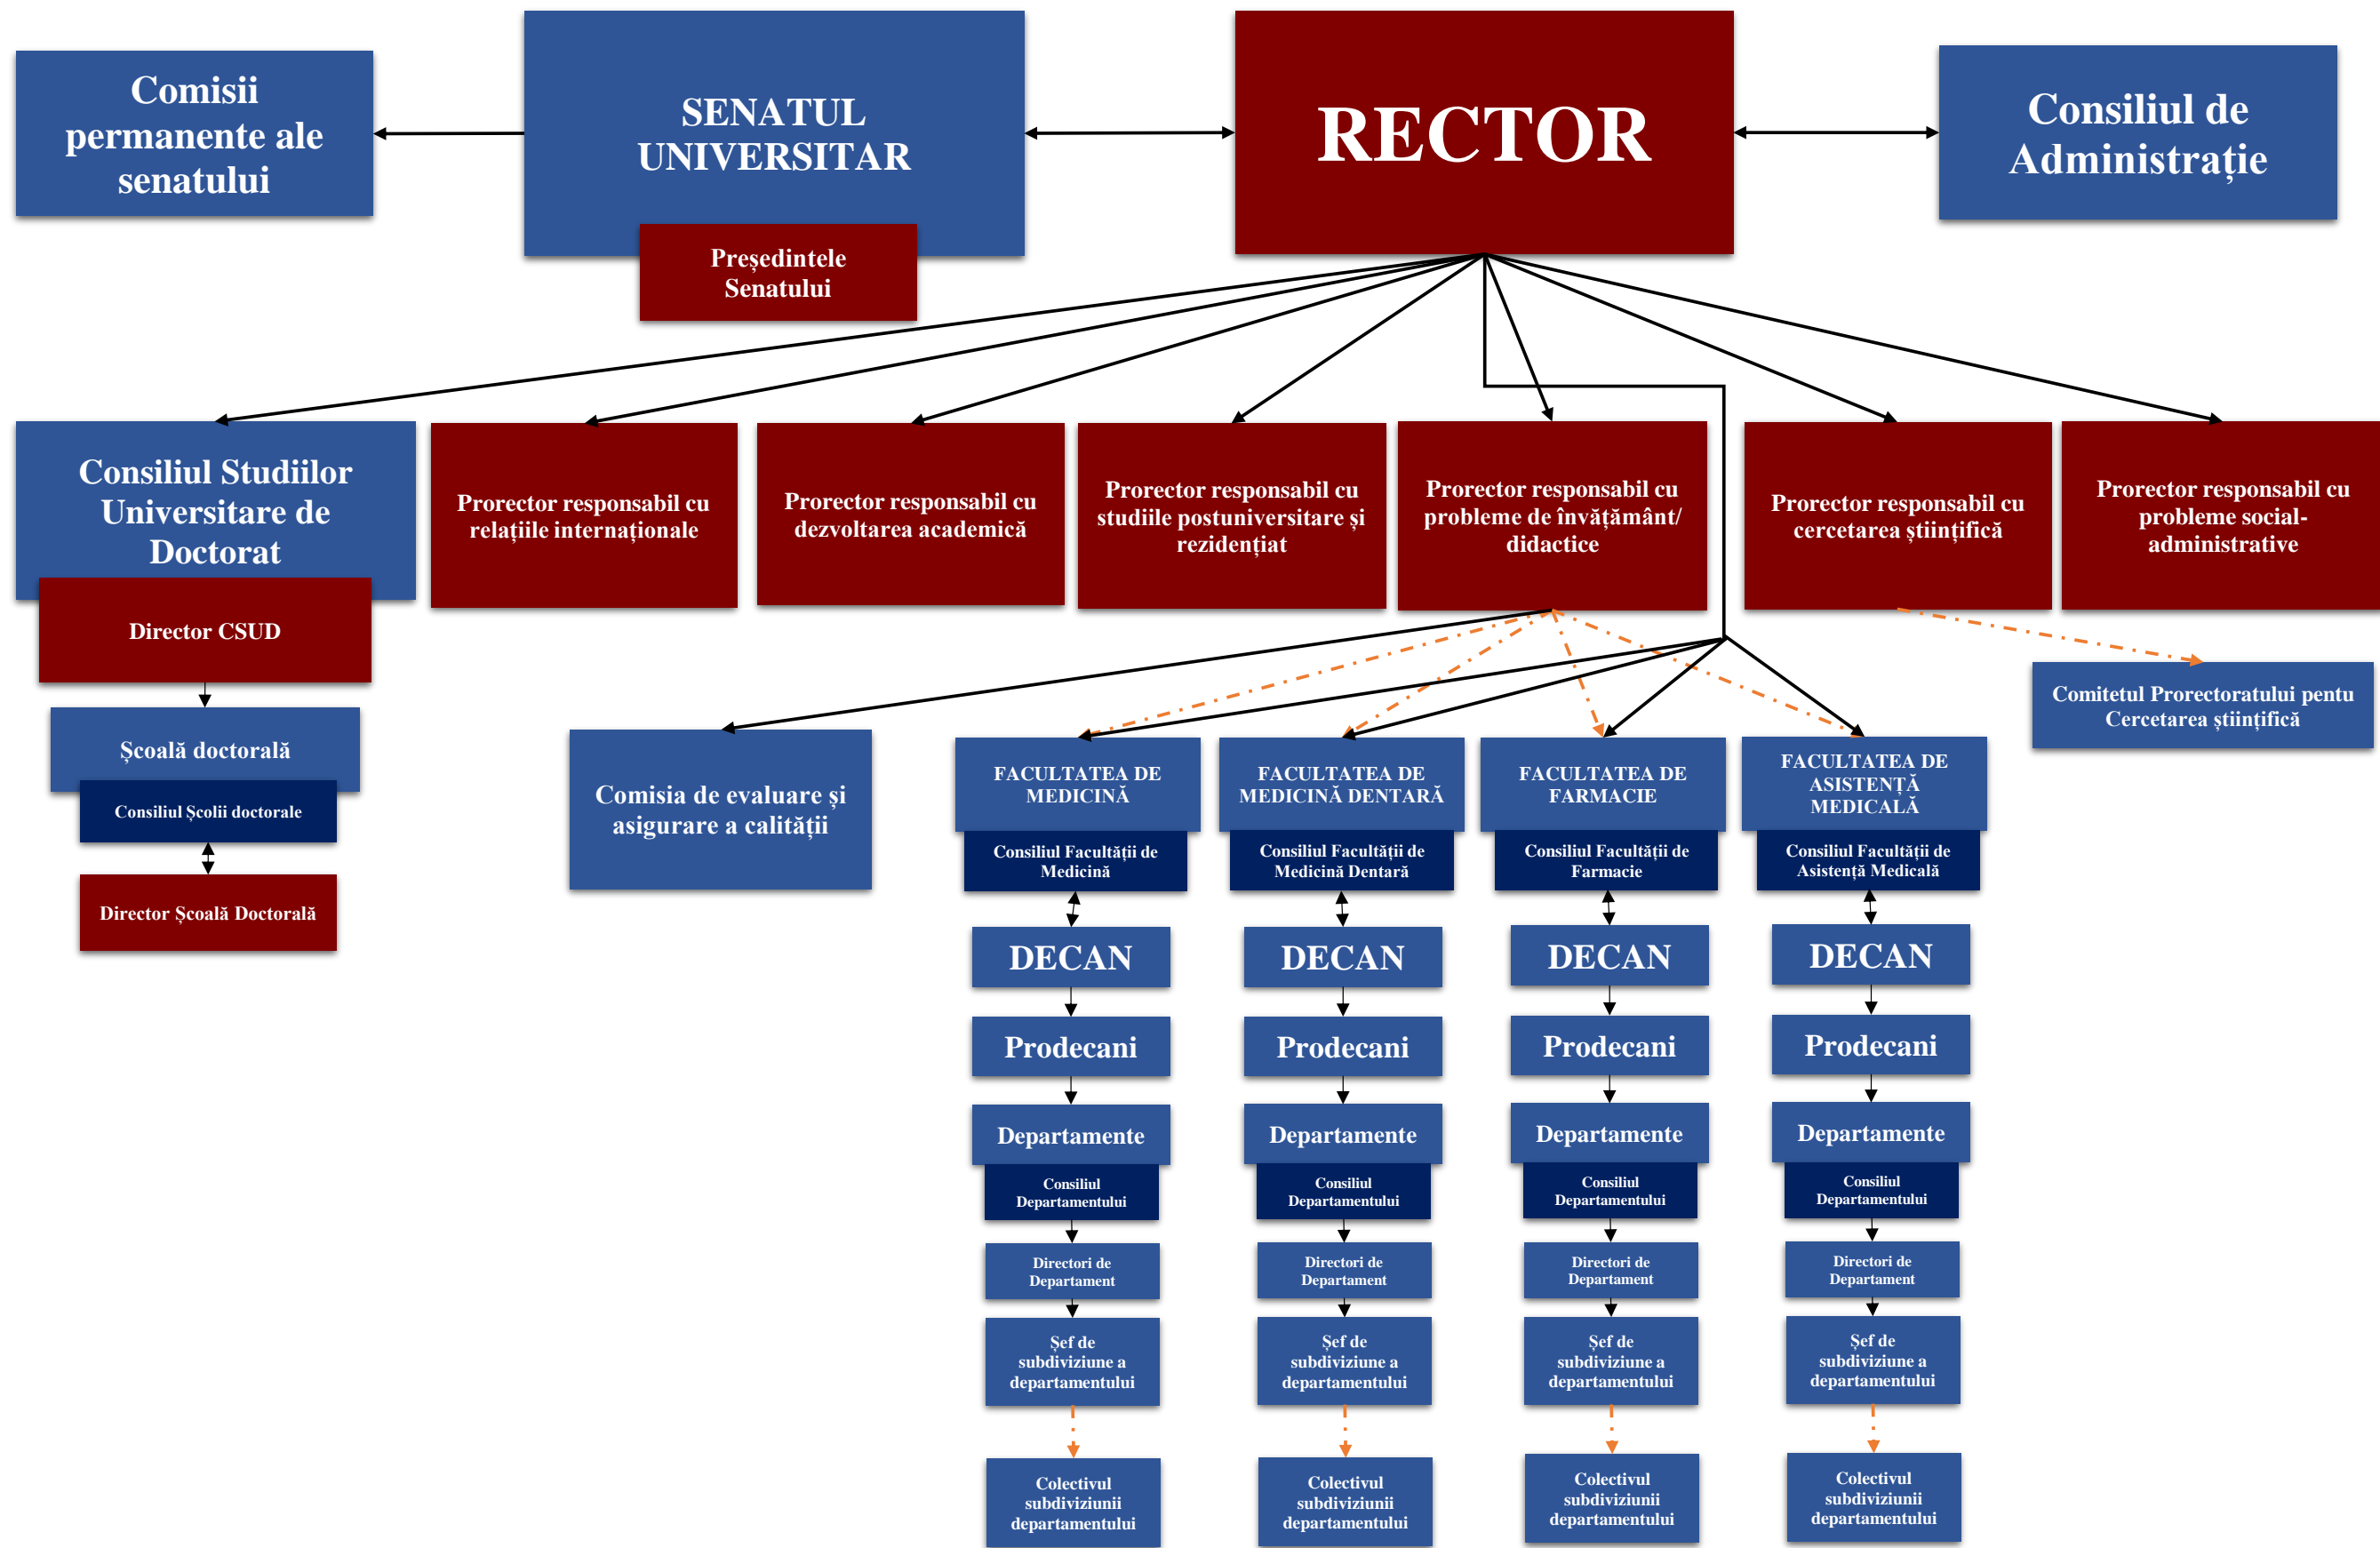 Comisii
permanente ale
senatului
SENATUL
UNIVERSITAR
Președintele
Senatului
RECTOR
Consiliul de
Administrație
Consiliul Studiilor
Universitare de
Doctorat
Director CSUD
Prorector responsabil cu
relațiile internaționale
Prorector responsabil cu
dezvoltarea academică
Prorector responsabil cu
studiile postuniversitare și
rezidențiat
Prorector responsabil cu
probleme de învățământ/
didactice
Prorector responsabil cu
cercetarea științifică
Prorector responsabil cu
probleme social-
administrative
Școală doctorală
Consiliul Școlii doctorale
Director Școală Doctorală
Comitetul Prorectoratului pentu
Cercetarea științifică
Comisia de evaluare și
asigurare a calității
FACULTATEA DE
MEDICINĂ
Consiliul Facultății de
Medicină
DECAN
Prodecani
Departamente
Consiliul
Departamentului
Directori de
Departament
Șef de
subdiviziune a
departamentului
Colectivul
subdiviziunii
departamentului
FACULTATEA DE
MEDICINĂ DENTARĂ
Consiliul Facultății de
Medicină Dentară
DECAN
Prodecani
Departamente
Consiliul
Departamentului
Directori de
Departament
Șef de
subdiviziune a
departamentului
Colectivul
subdiviziunii
departamentului
FACULTATEA DE
FARMACIE
Consiliul Facultății de
Farmacie
DECAN
Prodecani
Departamente
Consiliul
Departamentului
Directori de
Departament
Șef de
subdiviziune a
departamentului
Colectivul
subdiviziunii
departamentului
FACULTATEA DE
ASISTENȚĂ
MEDICALĂ
Consiliul Facultății de
Asistență Medicală
DECAN
Prodecani
Departamente
Consiliul
Departamentului
Directori de
Departament
Șef de
subdiviziune a
departamentului
Colectivul
subdiviziunii
departamentului